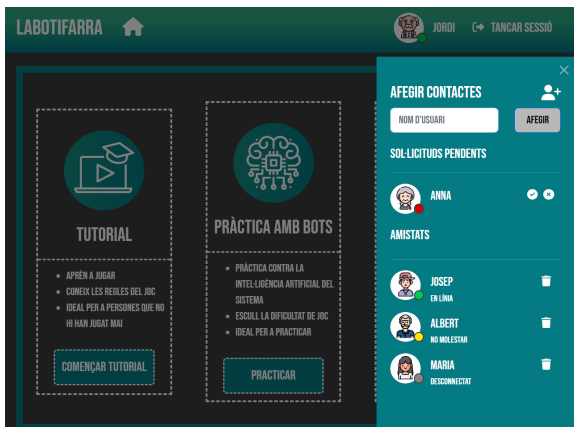 LABOTIFARRA
JORDI
TANCAR SESSIÓ
TUTORIAL
APRÈN A JUGAR
CONEIX LES REGLES DEL JOC
IDEAL PER A PERSONES QUE NO
HI HAN JUGAT MAI
COMENÇAR TUTORIAL
PRÀCTICA AMB BOTS
PRÀCTICA CONTRA LA
INTEL·LIGÈNCIA ARTIFICIAL DEL
SISTEMA
ESCULL LA DIFICULTAT DE JOC
IDEAL PER A PRACTICAR
PRACTICAR
AFEGIR CONTACTES
NOM D'USUARI
AFEGIR
SOL·LICITUDS PENDENTS
ANNA
AMISTATS
JOSEP
EN LÍNIA
ALBERT
NO MOLESTAR
MARIA
DESCONNECTAT